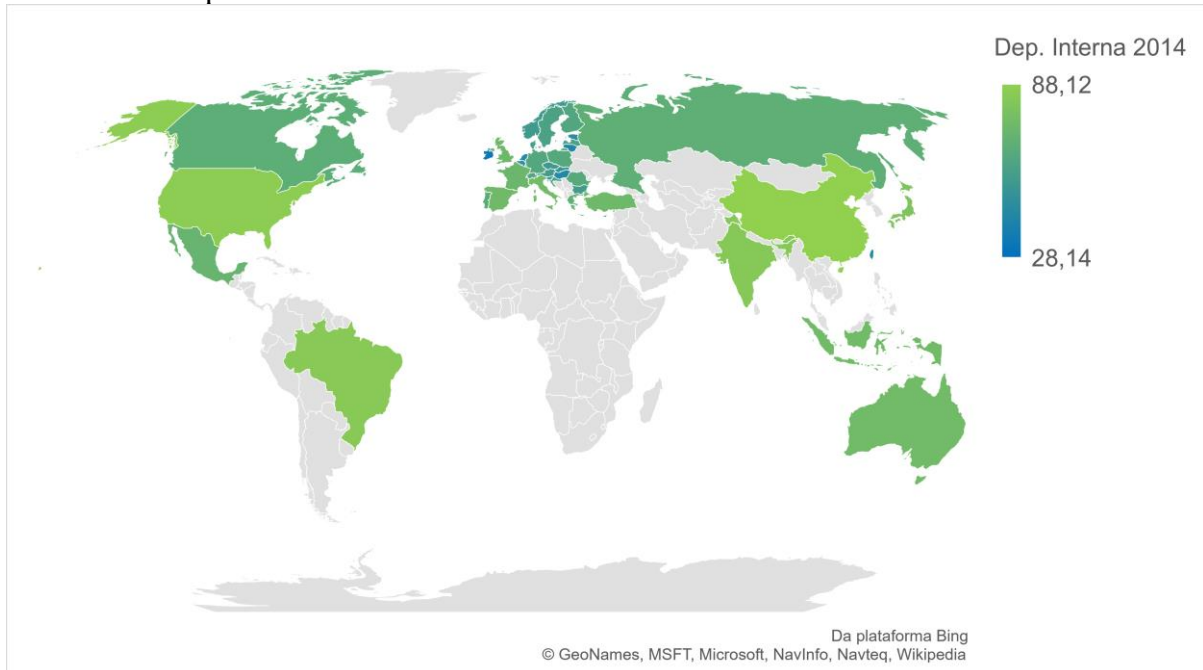 Dep. Interna 2014
88,12
28,14
Da plataforma Bing
© GeoNames, MSFT, Microsoft, NavInfo, Navteq, Wikipedia